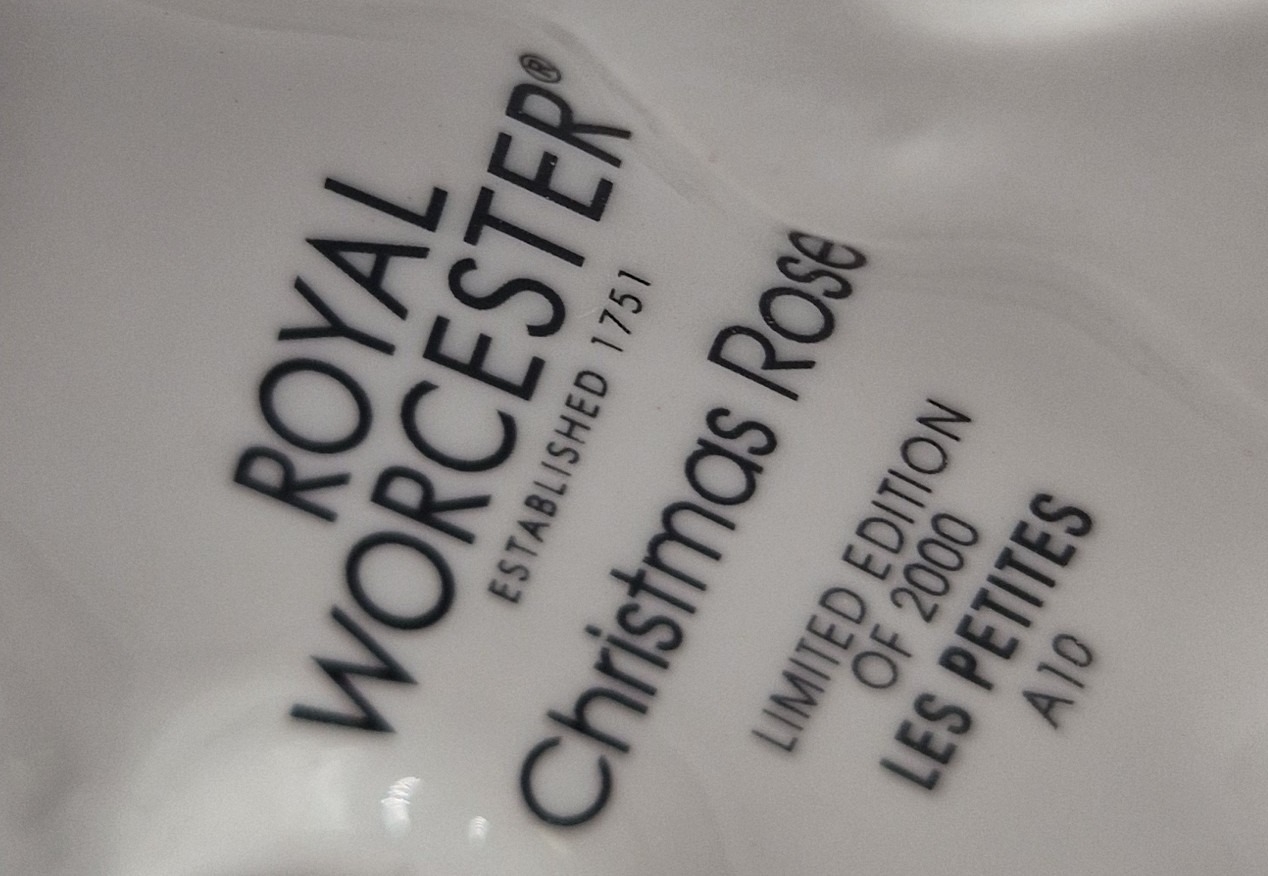 ROYAL
WORCESTER®
ESTABLISHED 1751
Christmas Rose
LIMITED EDITION
OF 2000
LES PETITES
A10